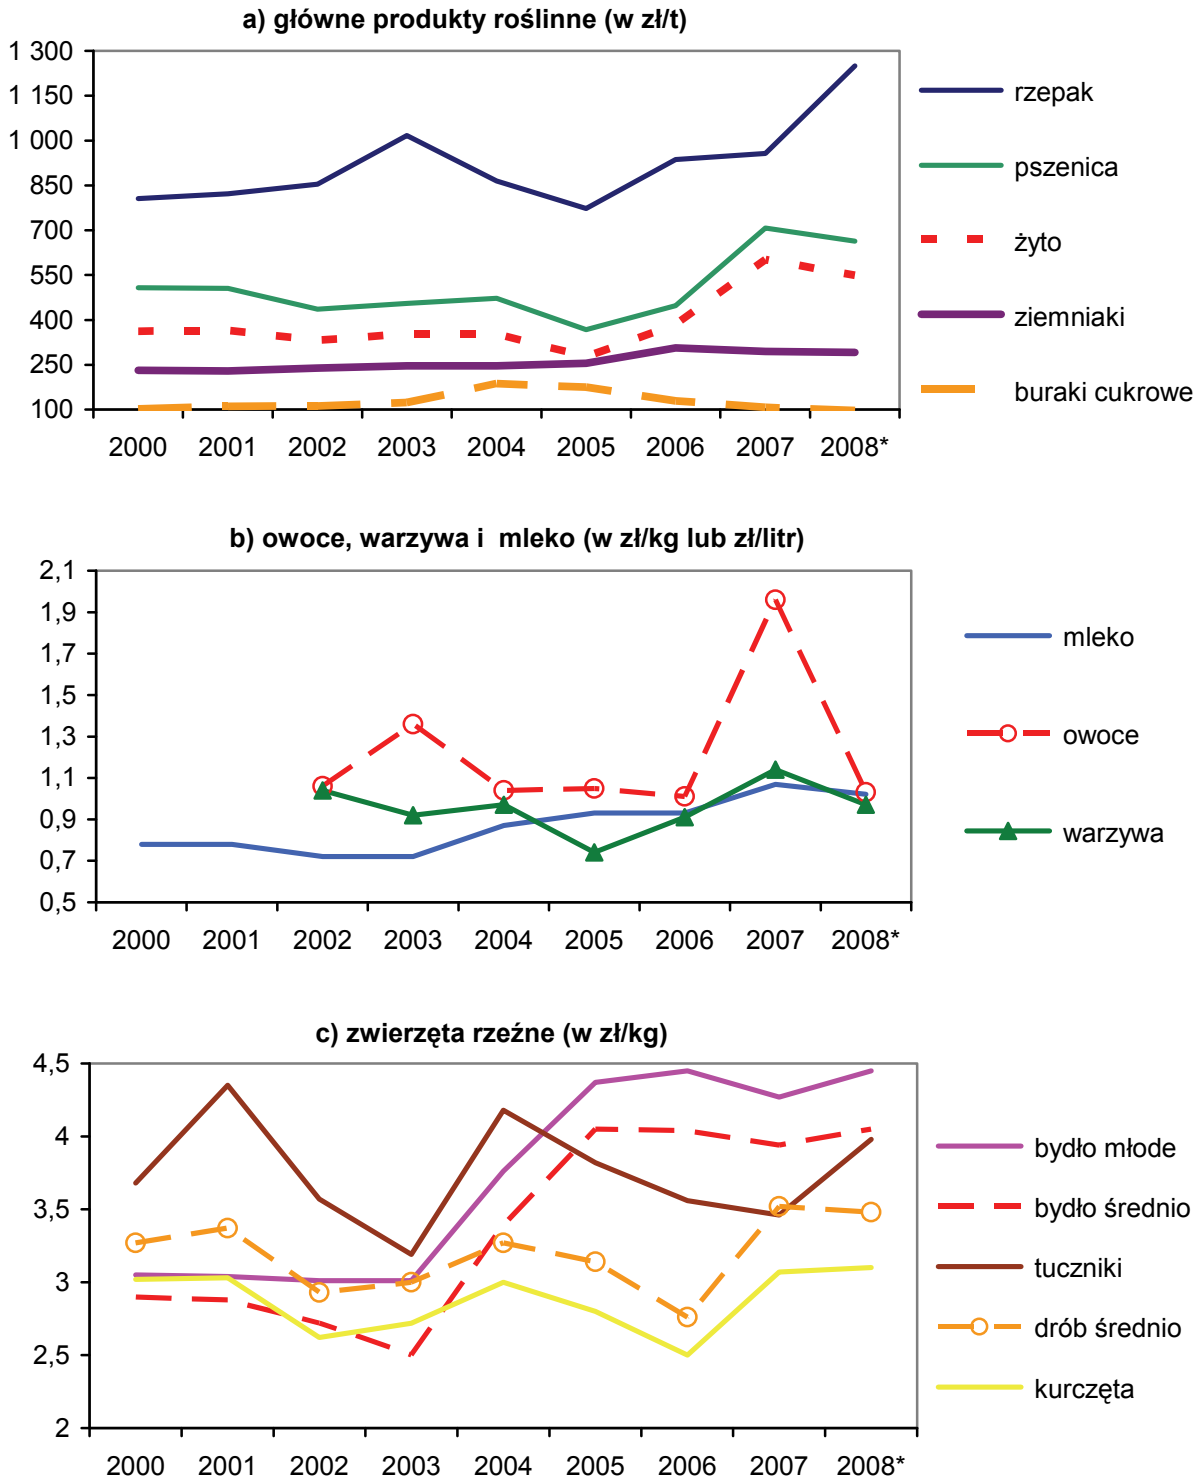 a) główne produkty roślinne (w zł/t)
1 300
1 150
1 000
850
700
550
400
250
100
2000 2001 2002 2003 2004 2005 2006 2007 2008*
rzepak
pszenica
żyto
ziemniaki
buraki cukrowe
b) owoce, warzywa i mleko (w zł/kg lub zł/litr)
2,1
1,9
1,7
1,5
1,3
1,1
0,9
0,7
0,5
2000 2001 2002 2003 2004 2005 2006 2007 2008*
mleko
owoce
warzywa
c) zwierzęta rzeźne (w zł/kg)
4,5
4
3,5
3
2,5
2
2000 2001 2002 2003 2004 2005 2006 2007 2008*
bydło młode
bydło średnio
tuczniki
drób średnio
kurczęta